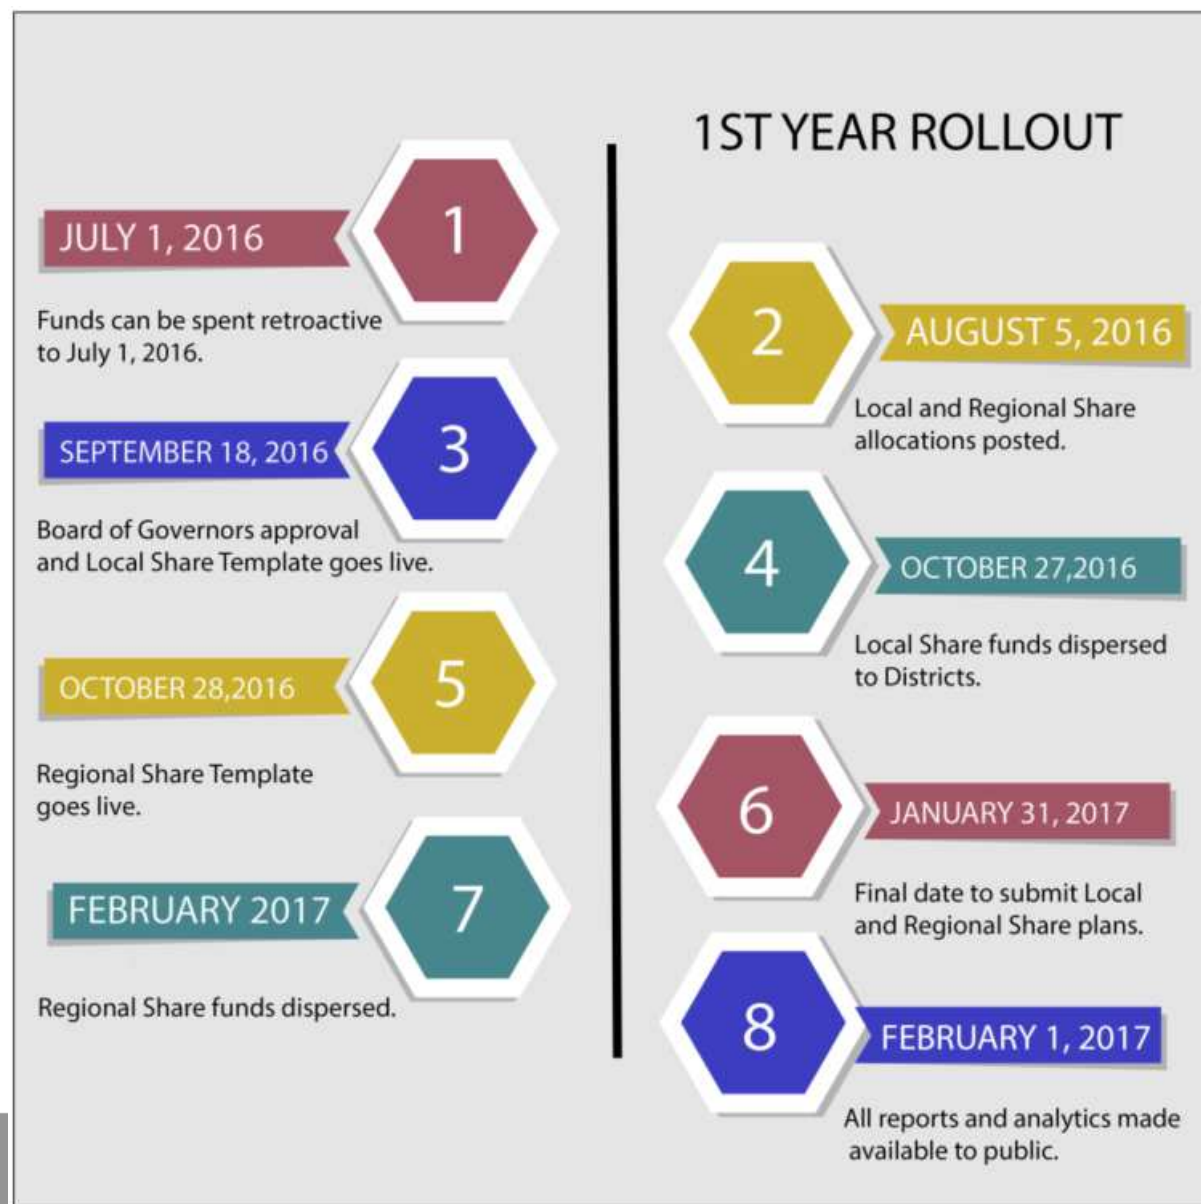 1ST YEAR ROLLOUT
1
JULY 1, 2016
Funds can be spent retroactive
to July 1, 2016.
2
AUGUST 5, 2016
Local and Regional Share
allocations posted.
3
SEPTEMBER 18, 2016
Board of Governors approval
and Local Share Template goes live.
4
OCTOBER 27,2016
Local Share funds dispersed
to Districts.
5
OCTOBER 28,2016
Regional Share Template
goes live.
6
JANUARY 31, 2017
Final date to submit Local
and Regional Share plans.
7
FEBRUARY 2017
Regional Share funds dispersed.
8
FEBRUARY 1, 2017
All reports and analytics made
available to public.